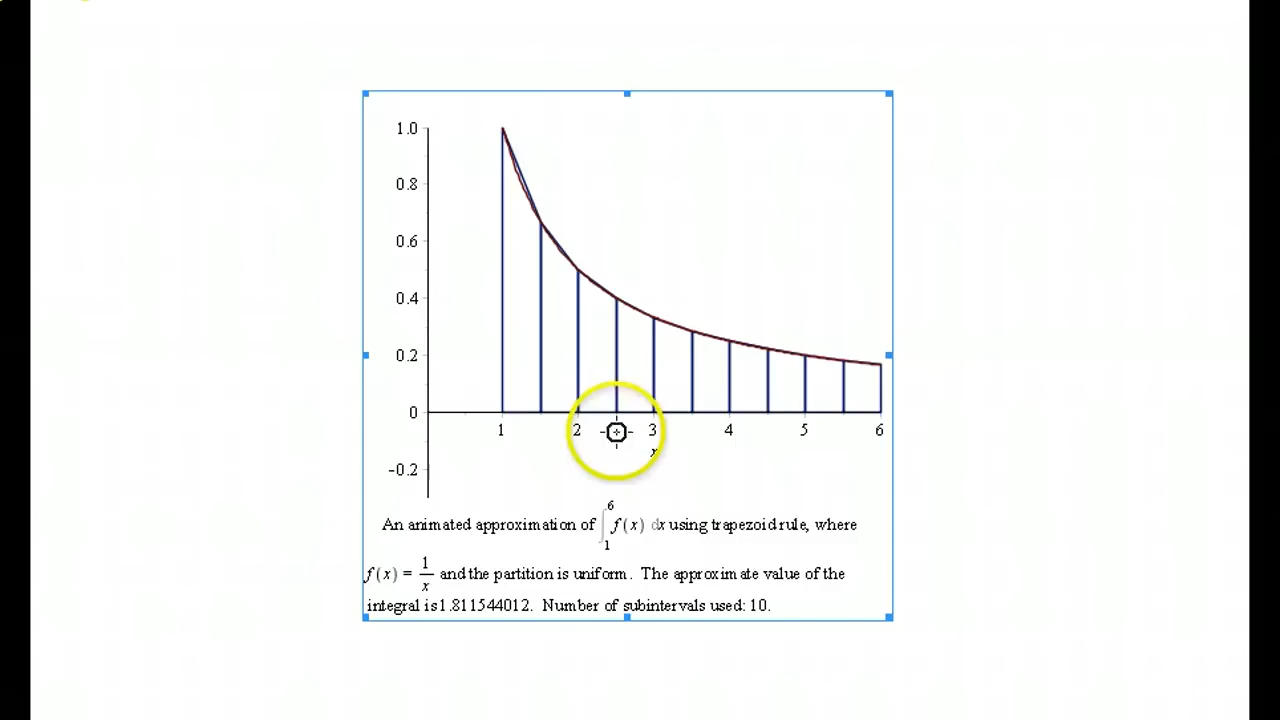 1.0
0.8
0.6
0.4
0.2
0
-0.2
1 2 3 4 5 6
x
An animated approximation of ∫₁⁶ f(x) dx using trapezoid rule, where
f(x) = 1/x and the partition is uniform. The approximate value of the
integral is 1.811544012. Number of subintervals used: 10.